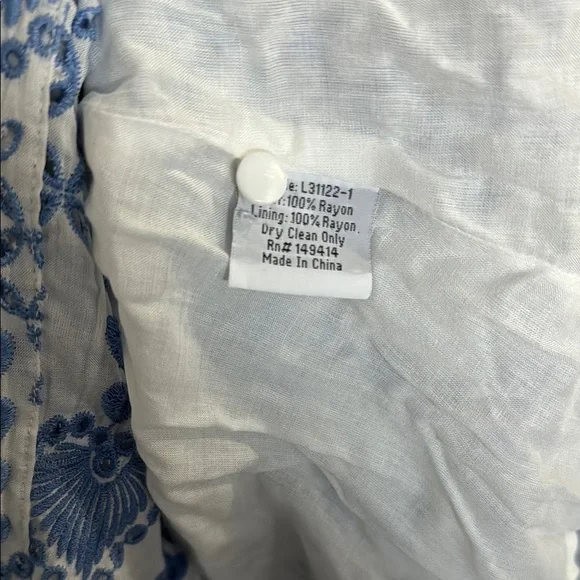 e: L31122-1
:100% Rayon
Lining: 100% Rayon.
Dry Clean Only
Rn# 149414
Made In China